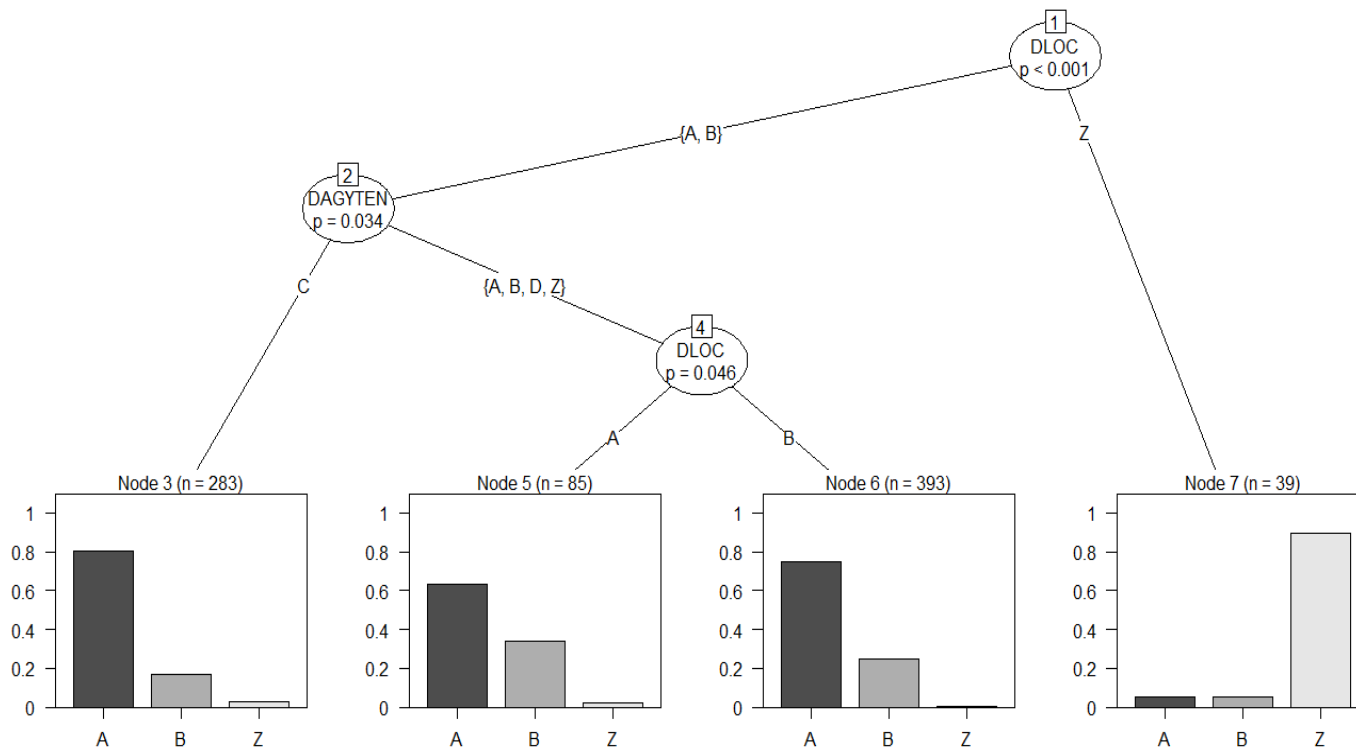 1
DLOC
p < 0.001
{A, B}
Z
2
DAGYTEN
p = 0.034
C
{A, B, D, Z}
4
DLOC
p = 0.046
A
B
Node 3 (n = 283)
1
0.8
0.6
0.4
0.2
0
A B Z
Node 5 (n = 85)
1
0.8
0.6
0.4
0.2
0
A B Z
Node 6 (n = 393)
1
0.8
0.6
0.4
0.2
0
A B Z
Node 7 (n = 39)
1
0.8
0.6
0.4
0.2
0
A B Z